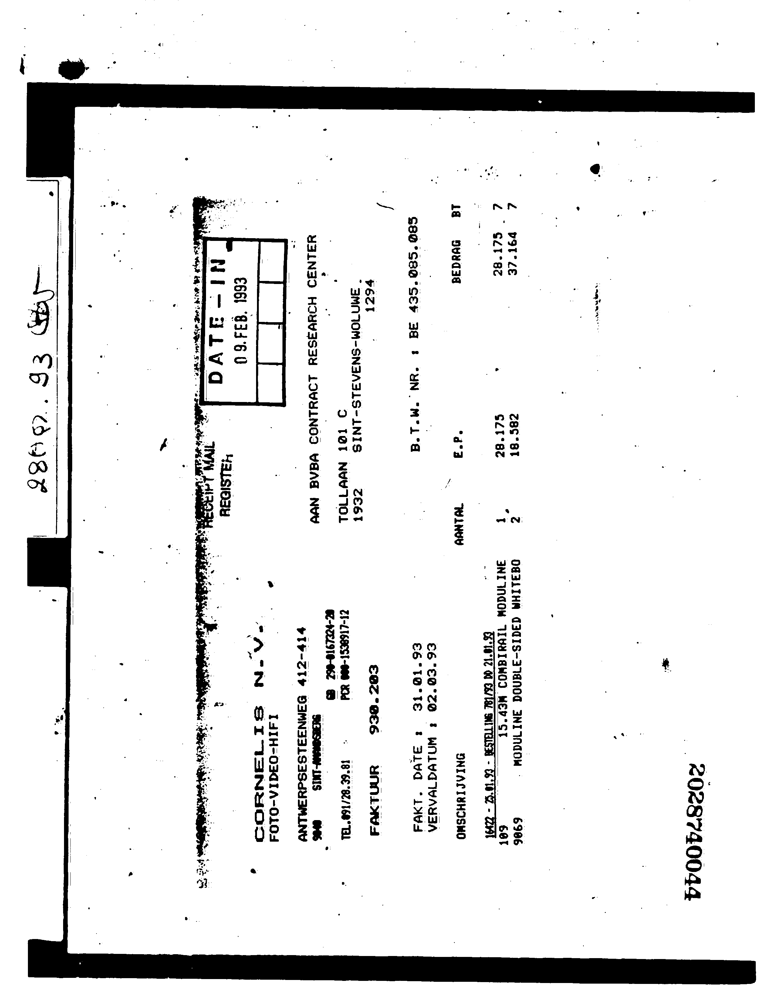 28 93
DATE-IN
09. FEB. 1993
RECEIPT MAIL
REGISTER
CORNELIS N.V.
FOTO-VIDEO-HIFI
AAN BVBA CONTRACT RESEARCH CENTER
ANTWERPSESTEENWEG 412-414
9040 SINT-AMANDSBERG
GB 290-0167324-20
TOLLAAN 101 C
TEL.091/28.39.81
PCR 000-1538917-12
1932 SINT-STEVENS-WOLUWE
1294
FAKTUUR 930.203
FAKT. DATE : 31.01.93
B.T.W. NR. : BE 435.085.085
VERVALDATUM : 02.03.93
OMSCHRIJVING AANTAL E.P. BEDRAG BT
16422 - 25.01.93 - BESTELLING 701/93 DD 21.01.93
109 15.43M COMBIRAIL MODULINE 1 28.175 28.175 7
9069 MODULINE DOUBLE-SIDED WHITEBO 2 18.582 37.164 7
2028740044